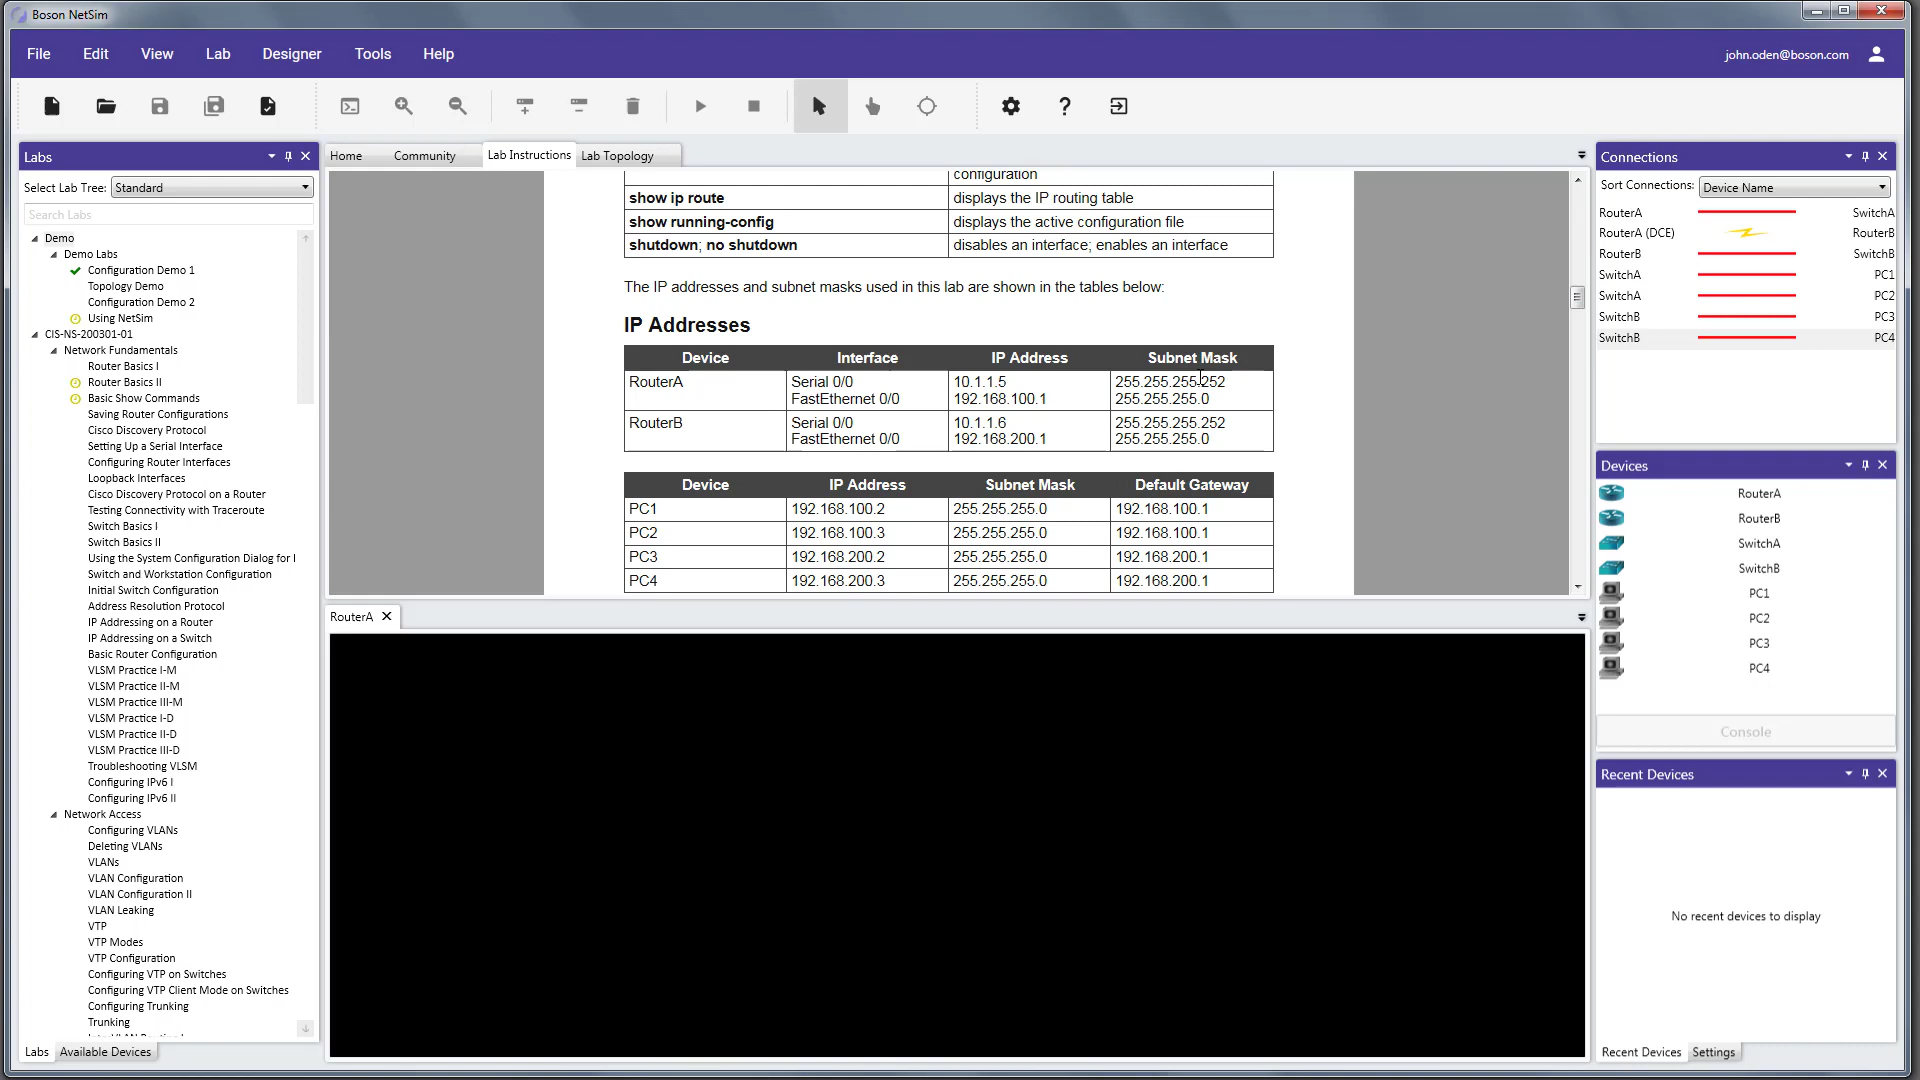 Boson NetSim
File Edit View Lab Designer Tools Help
john.oden@boson.com
Labs
Select Lab Tree: Standard
Search Labs
Demo
Demo Labs
Configuration Demo 1
Topology Demo
Configuration Demo 2
Using NetSim
CIS-NS-200301-01
Network Fundamentals
Router Basics I
Router Basics II
Basic Show Commands
Saving Router Configurations
Cisco Discovery Protocol
Setting Up a Serial Interface
Configuring Router Interfaces
Loopback Interfaces
Cisco Discovery Protocol on a Router
Testing Connectivity with Traceroute
Switch Basics I
Switch Basics II
Using the System Configuration Dialog for I
Switch and Workstation Configuration
Initial Switch Configuration
Address Resolution Protocol
IP Addressing on a Router
IP Addressing on a Switch
Basic Router Configuration
VLSM Practice I-M
VLSM Practice II-M
VLSM Practice III-M
VLSM Practice I-D
VLSM Practice II-D
VLSM Practice III-D
Troubleshooting VLSM
Configuring IPv6 I
Configuring IPv6 II
Network Access
Configuring VLANs
Deleting VLANs
VLANs
VLAN Configuration
VLAN Configuration II
VLAN Leaking
VTP
VTP Modes
VTP Configuration
Configuring VTP on Switches
Configuring VTP Client Mode on Switches
Configuring Trunking
Trunking
Labs Available Devices
Home Community Lab Instructions Lab Topology
configuration
show ip route displays the IP routing table
show running-config displays the active configuration file
shutdown; no shutdown disables an interface; enables an interface
The IP addresses and subnet masks used in this lab are shown in the tables below:
IP Addresses
Device Interface IP Address Subnet Mask
RouterA Serial 0/0 10.1.1.5 255.255.255.252
FastEthernet 0/0 192.168.100.1 255.255.255.0
RouterB Serial 0/0 10.1.1.6 255.255.255.252
FastEthernet 0/0 192.168.200.1 255.255.255.0
Device IP Address Subnet Mask Default Gateway
PC1 192.168.100.2 255.255.255.0 192.168.100.1
PC2 192.168.100.3 255.255.255.0 192.168.100.1
PC3 192.168.200.2 255.255.255.0 192.168.200.1
PC4 192.168.200.3 255.255.255.0 192.168.200.1
RouterA
Connections
Sort Connections: Device Name
RouterA SwitchA
RouterA (DCE) RouterB
RouterB SwitchB
SwitchA PC1
SwitchA PC2
SwitchB PC3
SwitchB PC4
Devices
RouterA
RouterB
SwitchA
SwitchB
PC1
PC2
PC3
PC4
Console
Recent Devices
No recent devices to display
Recent Devices Settings